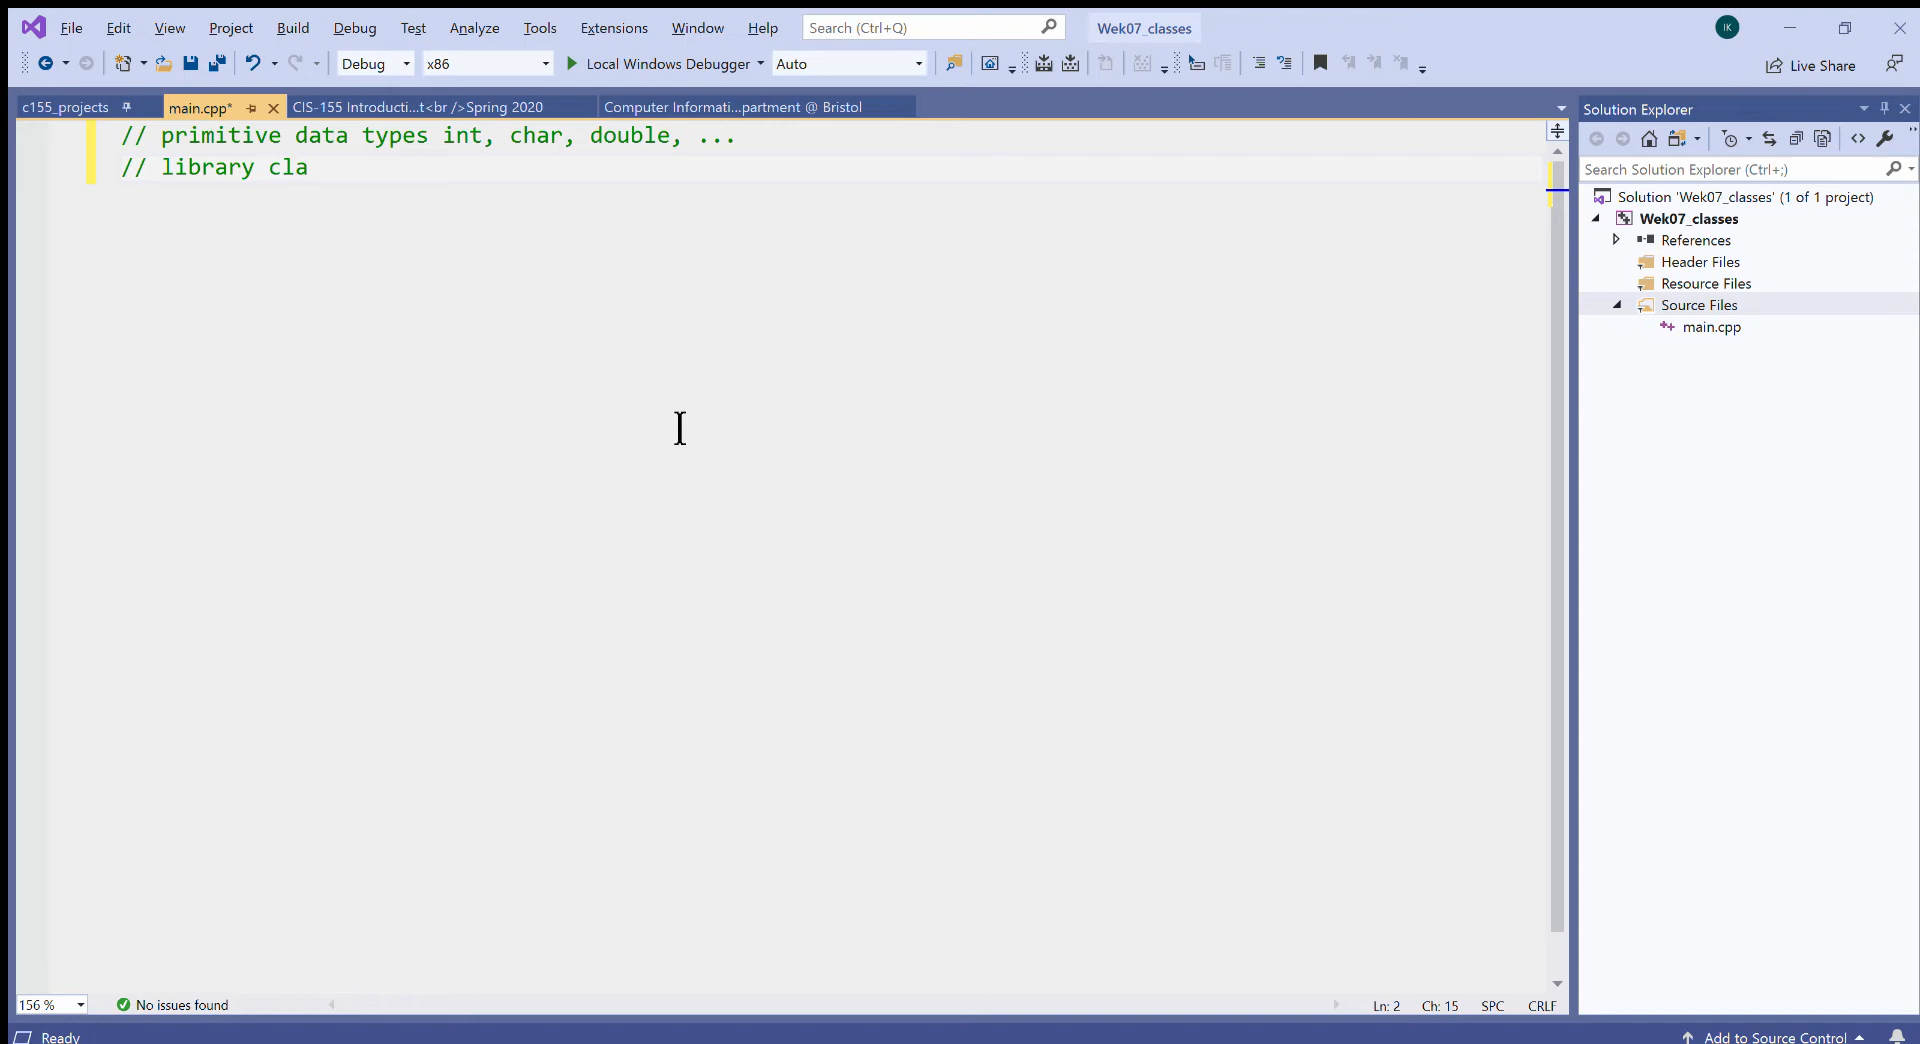 File Edit View Project Build Debug Test Analyze Tools Extensions Window Help Search (Ctrl+Q) Wek07_classes IK
Debug x86 Local Windows Debugger Auto Live Share
c155_projects main.cpp* CIS-155 Introducti...t<br />Spring 2020 Computer Informati...partment @ Bristol
// primitive data types int, char, double, ...
// library cla
Solution Explorer
Search Solution Explorer (Ctrl+;)
Solution 'Wek07_classes' (1 of 1 project)
Wek07_classes
References
Header Files
Resource Files
Source Files
main.cpp
156 % No issues found Ln: 2 Ch: 15 SPC CRLF
Ready Add to Source Control